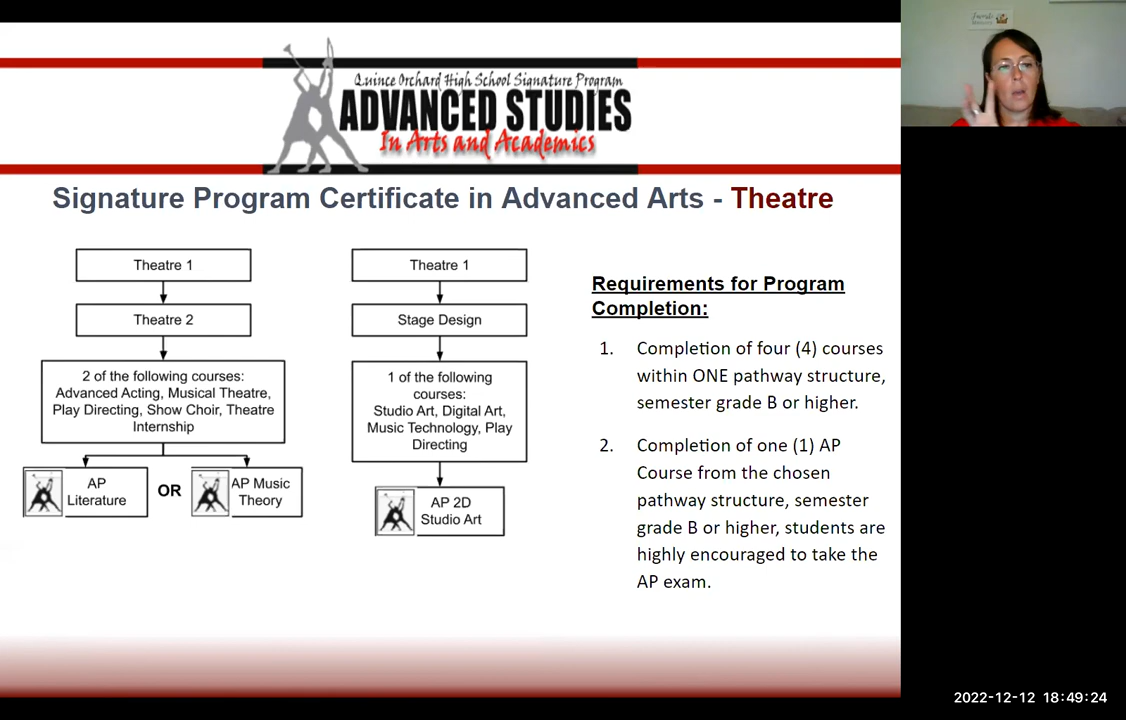 Quince Orchard High School Signature Program
ADVANCED STUDIES
In Arts and Academics
Signature Program Certificate in Advanced Arts - Theatre
Theatre 1
Theatre 2
2 of the following courses:
Advanced Acting, Musical Theatre,
Play Directing, Show Choir, Theatre
Internship
AP
Literature
OR
AP Music
Theory
Theatre 1
Stage Design
1 of the following
courses:
Studio Art, Digital Art,
Music Technology, Play
Directing
AP 2D
Studio Art
Requirements for Program
Completion:
1. Completion of four (4) courses
within ONE pathway structure,
semester grade B or higher.
2. Completion of one (1) AP
Course from the chosen
pathway structure, semester
grade B or higher, students are
highly encouraged to take the
AP exam.
2022-12-12 18:49:24